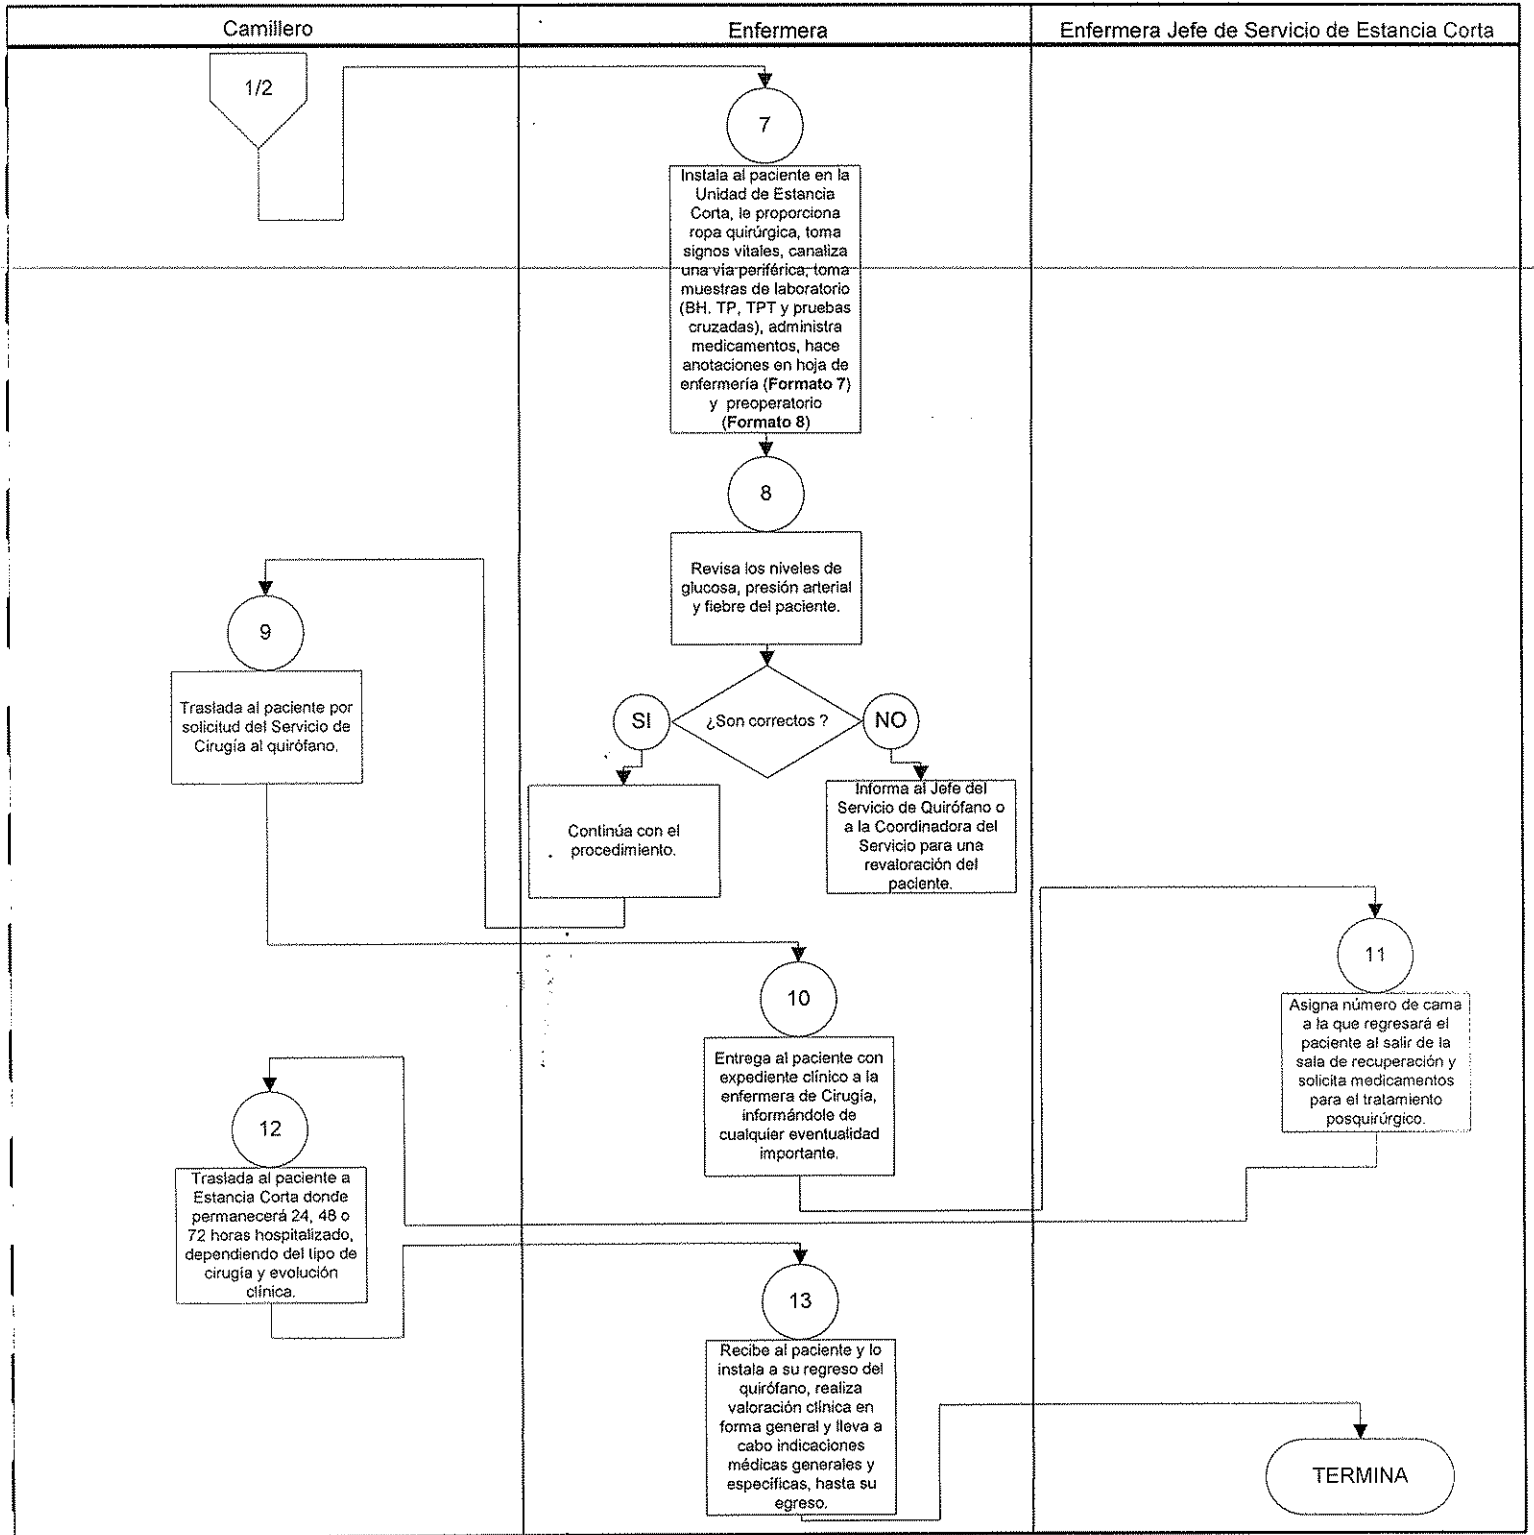 Camillero
Enfermera
Enfermera Jefe de Servicio de Estancia Corta
1/2
7
Instala al paciente en la
Unidad de Estancia
Corta, le proporciona
ropa quirúrgica, toma
signos vitales, canaliza
una vía periférica, toma
muestras de laboratorio
(BH. TP, TPT y pruebas
cruzadas), administra
medicamentos, hace
anotaciones en hoja de
enfermería (Formato 7)
y preoperatorio
(Formato 8)
8
Revisa los niveles de
glucosa, presión arterial
y fiebre del paciente.
¿Son correctos ?
SI
NO
Continúa con el
procedimiento.
Informa al Jefe del
Servicio de Quirófano o
a la Coordinadora del
Servicio para una
revaloración del
paciente.
9
Traslada al paciente por
solicitud del Servicio de
Cirugía al quirófano.
10
Entrega al paciente con
expediente clínico a la
enfermera de Cirugía,
informándole de
cualquier eventualidad
importante.
11
Asigna número de cama
a la que regresará el
paciente al salir de la
sala de recuperación y
solicita medicamentos
para el tratamiento
posquirúrgico.
12
Traslada al paciente a
Estancia Corta donde
permanecerá 24, 48 o
72 horas hospitalizado,
dependiendo del tipo de
cirugía y evolución
clínica.
13
Recibe al paciente y lo
instala a su regreso del
quirófano, realiza
valoración clínica en
forma general y lleva a
cabo indicaciones
médicas generales y
específicas, hasta su
egreso.
TERMINA